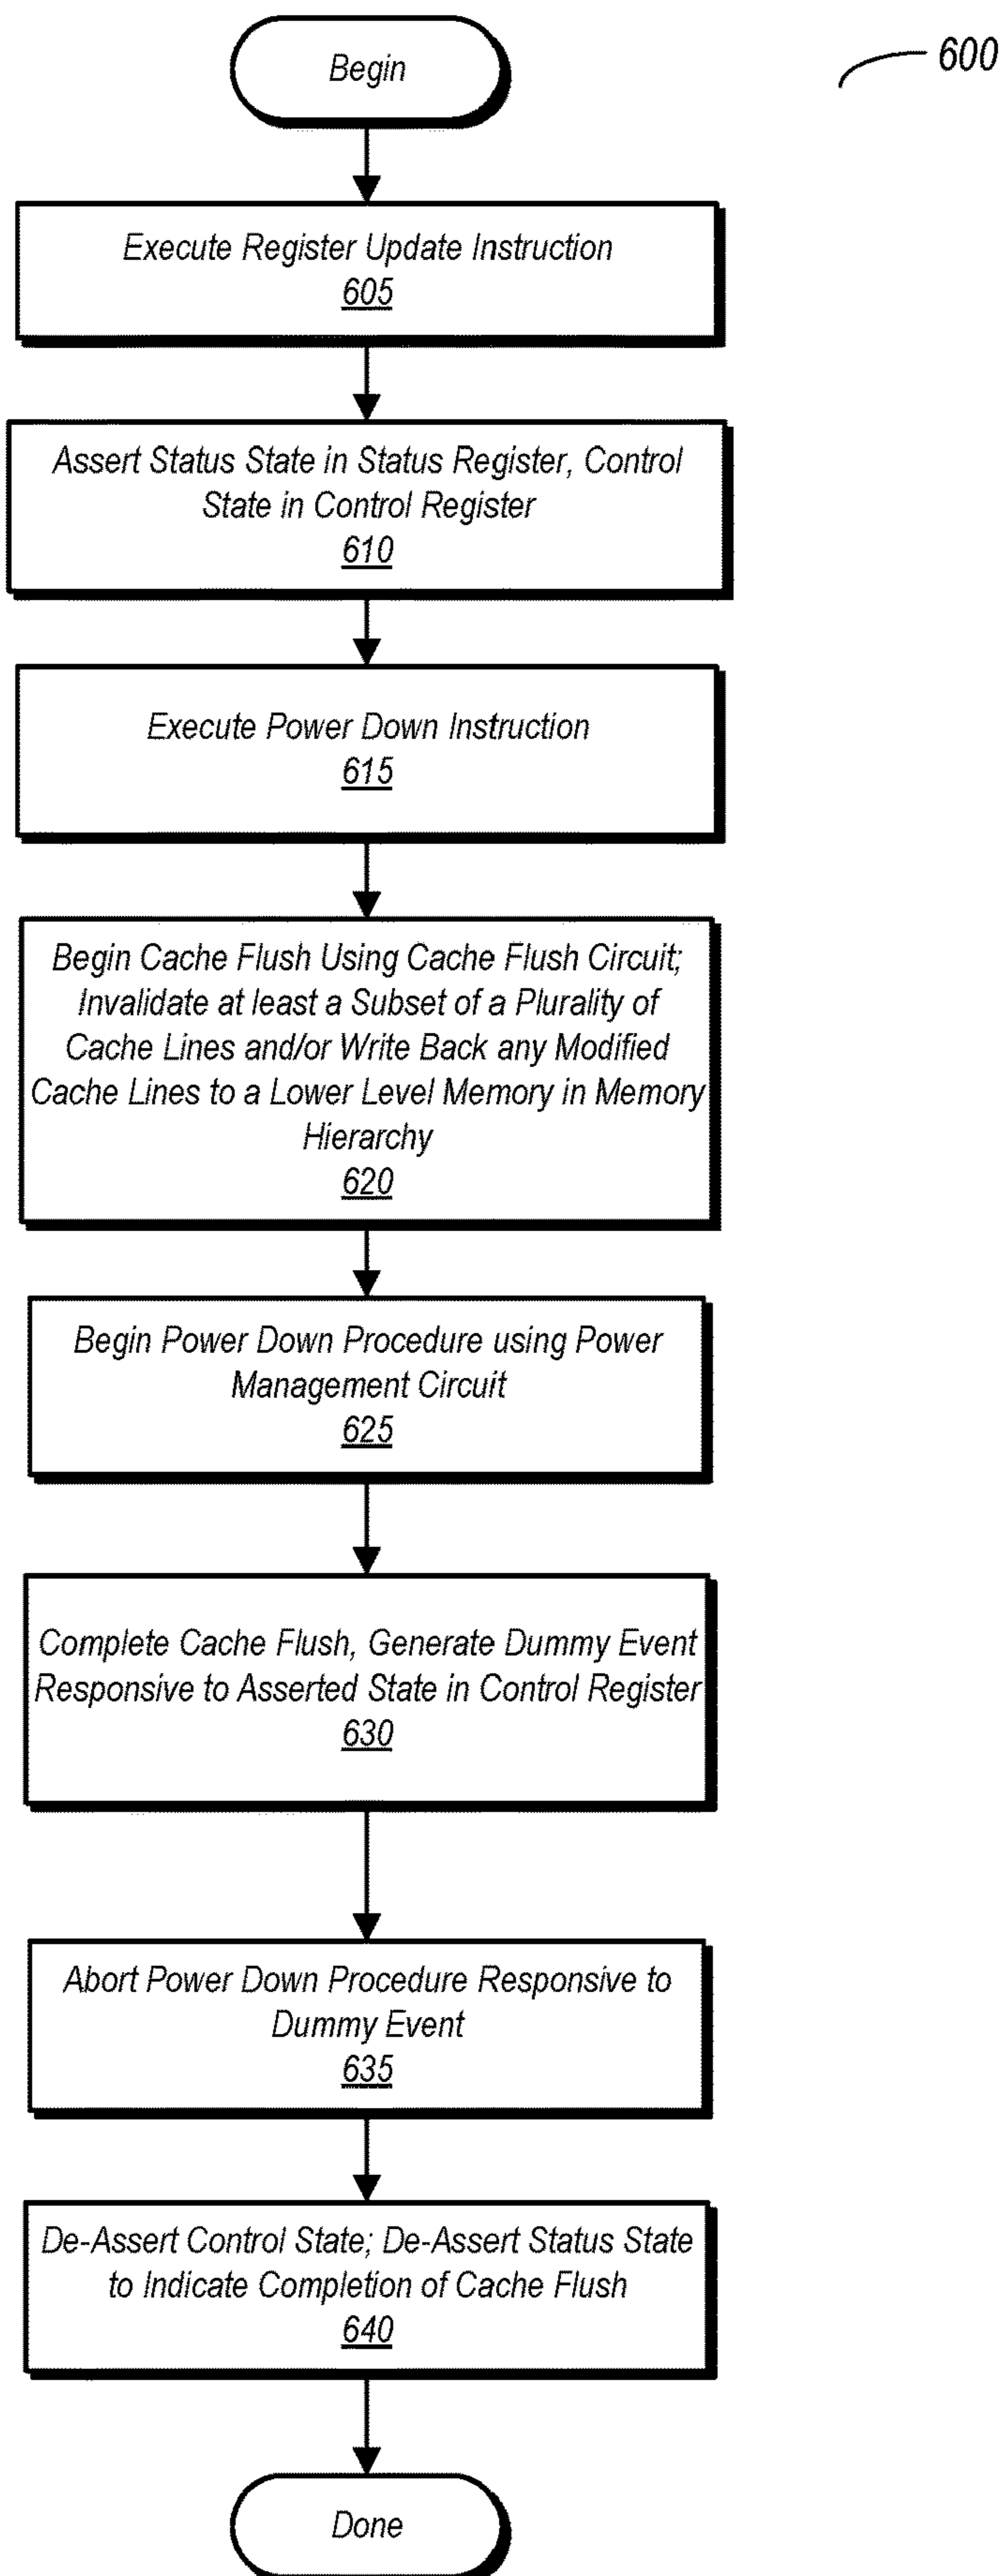 Begin
600
Execute Register Update Instruction
605
Assert Status State in Status Register, Control
State in Control Register
610
Execute Power Down Instruction
615
Begin Cache Flush Using Cache Flush Circuit;
Invalidate at least a Subset of a Plurality of
Cache Lines and/or Write Back any Modified
Cache Lines to a Lower Level Memory in Memory
Hierarchy
620
Begin Power Down Procedure using Power
Management Circuit
625
Complete Cache Flush, Generate Dummy Event
Responsive to Asserted State in Control Register
630
Abort Power Down Procedure Responsive to
Dummy Event
635
De-Assert Control State; De-Assert Status State
to Indicate Completion of Cache Flush
640
Done